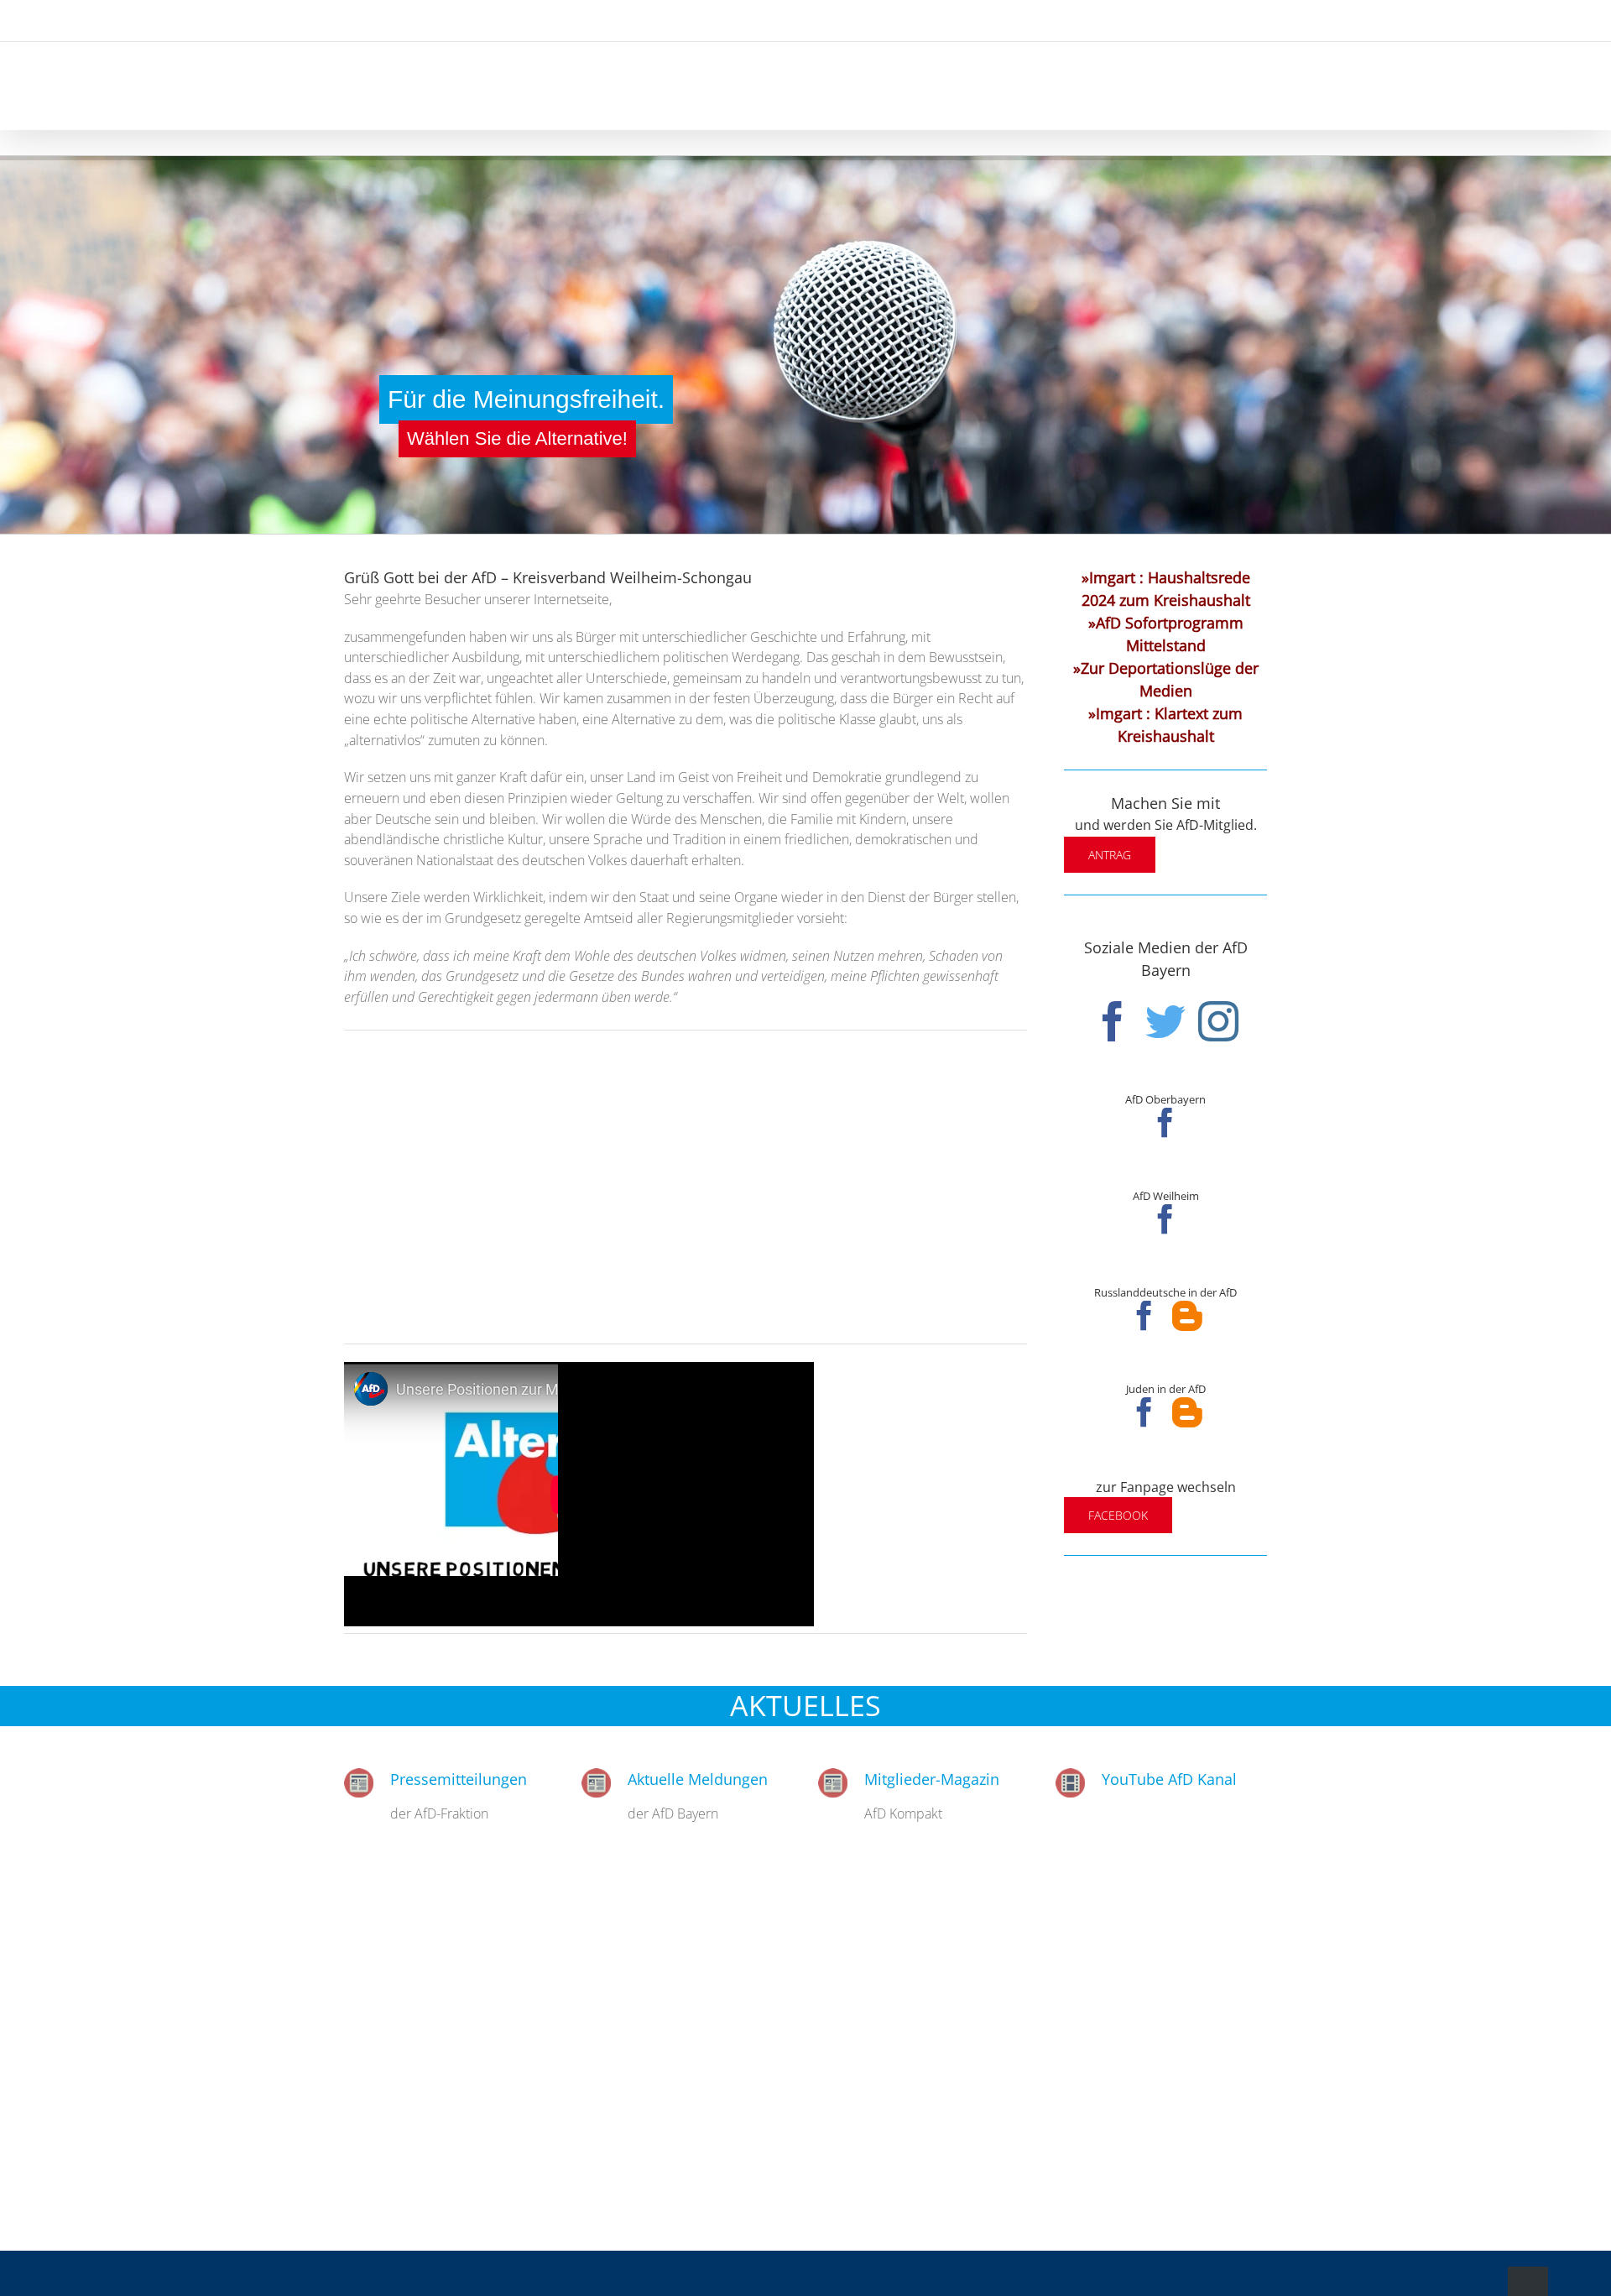 Für die Meinungsfreiheit.
Wählen Sie die Alternative!
Grüß Gott bei der AfD – Kreisverband Weilheim-Schongau
Sehr geehrte Besucher unserer Internetseite,
zusammengefunden haben wir uns als Bürger mit unterschiedlicher Geschichte und Erfahrung, mit
unterschiedlicher Ausbildung, mit unterschiedlichem politischen Werdegang. Das geschah in dem Bewusstsein,
dass es an der Zeit war, ungeachtet aller Unterschiede, gemeinsam zu handeln und verantwortungsbewusst zu tun,
wozu wir uns verpflichtet fühlen. Wir kamen zusammen in der festen Überzeugung, dass die Bürger ein Recht auf
eine echte politische Alternative haben, eine Alternative zu dem, was die politische Klasse glaubt, uns als
„alternativlos“ zumuten zu können.
Wir setzen uns mit ganzer Kraft dafür ein, unser Land im Geist von Freiheit und Demokratie grundlegend zu
erneuern und eben diesen Prinzipien wieder Geltung zu verschaffen. Wir sind offen gegenüber der Welt, wollen
aber Deutsche sein und bleiben. Wir wollen die Würde des Menschen, die Familie mit Kindern, unsere
abendländische christliche Kultur, unsere Sprache und Tradition in einem friedlichen, demokratischen und
souveränen Nationalstaat des deutschen Volkes dauerhaft erhalten.
Unsere Ziele werden Wirklichkeit, indem wir den Staat und seine Organe wieder in den Dienst der Bürger stellen,
so wie es der im Grundgesetz geregelte Amtseid aller Regierungsmitglieder vorsieht:
„Ich schwöre, dass ich meine Kraft dem Wohle des deutschen Volkes widmen, seinen Nutzen mehren, Schaden von
ihm wenden, das Grundgesetz und die Gesetze des Bundes wahren und verteidigen, meine Pflichten gewissenhaft
erfüllen und Gerechtigkeit gegen jedermann üben werde.“
AfD
Unsere Positionen zur M
Alter
UNSERE POSITIONEN
»Imgart : Haushaltsrede
2024 zum Kreishaushalt
»AfD Sofortprogramm
Mittelstand
»Zur Deportationslüge der
Medien
»Imgart : Klartext zum
Kreishaushalt
Machen Sie mit
und werden Sie AfD-Mitglied.
ANTRAG
Soziale Medien der AfD
Bayern
AfD Oberbayern
AfD Weilheim
Russlanddeutsche in der AfD
Juden in der AfD
zur Fanpage wechseln
FACEBOOK
AKTUELLES
Pressemitteilungen
der AfD-Fraktion
Aktuelle Meldungen
der AfD Bayern
Mitglieder-Magazin
AfD Kompakt
YouTube AfD Kanal